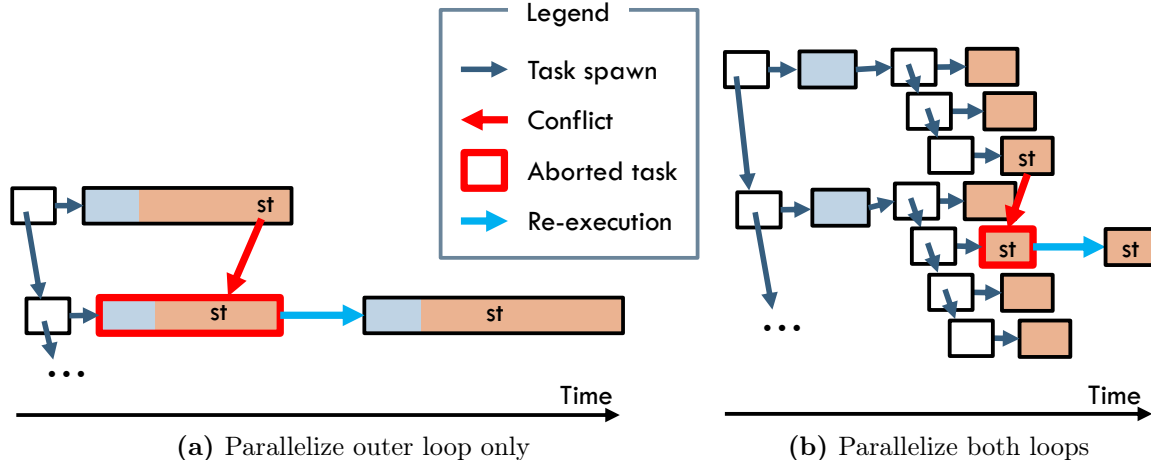 Legend
Task spawn
Conflict
Aborted task
Re-execution
st
st
st
...
Time
(a) Parallelize outer loop only
st
st
st
...
Time
(b) Parallelize both loops